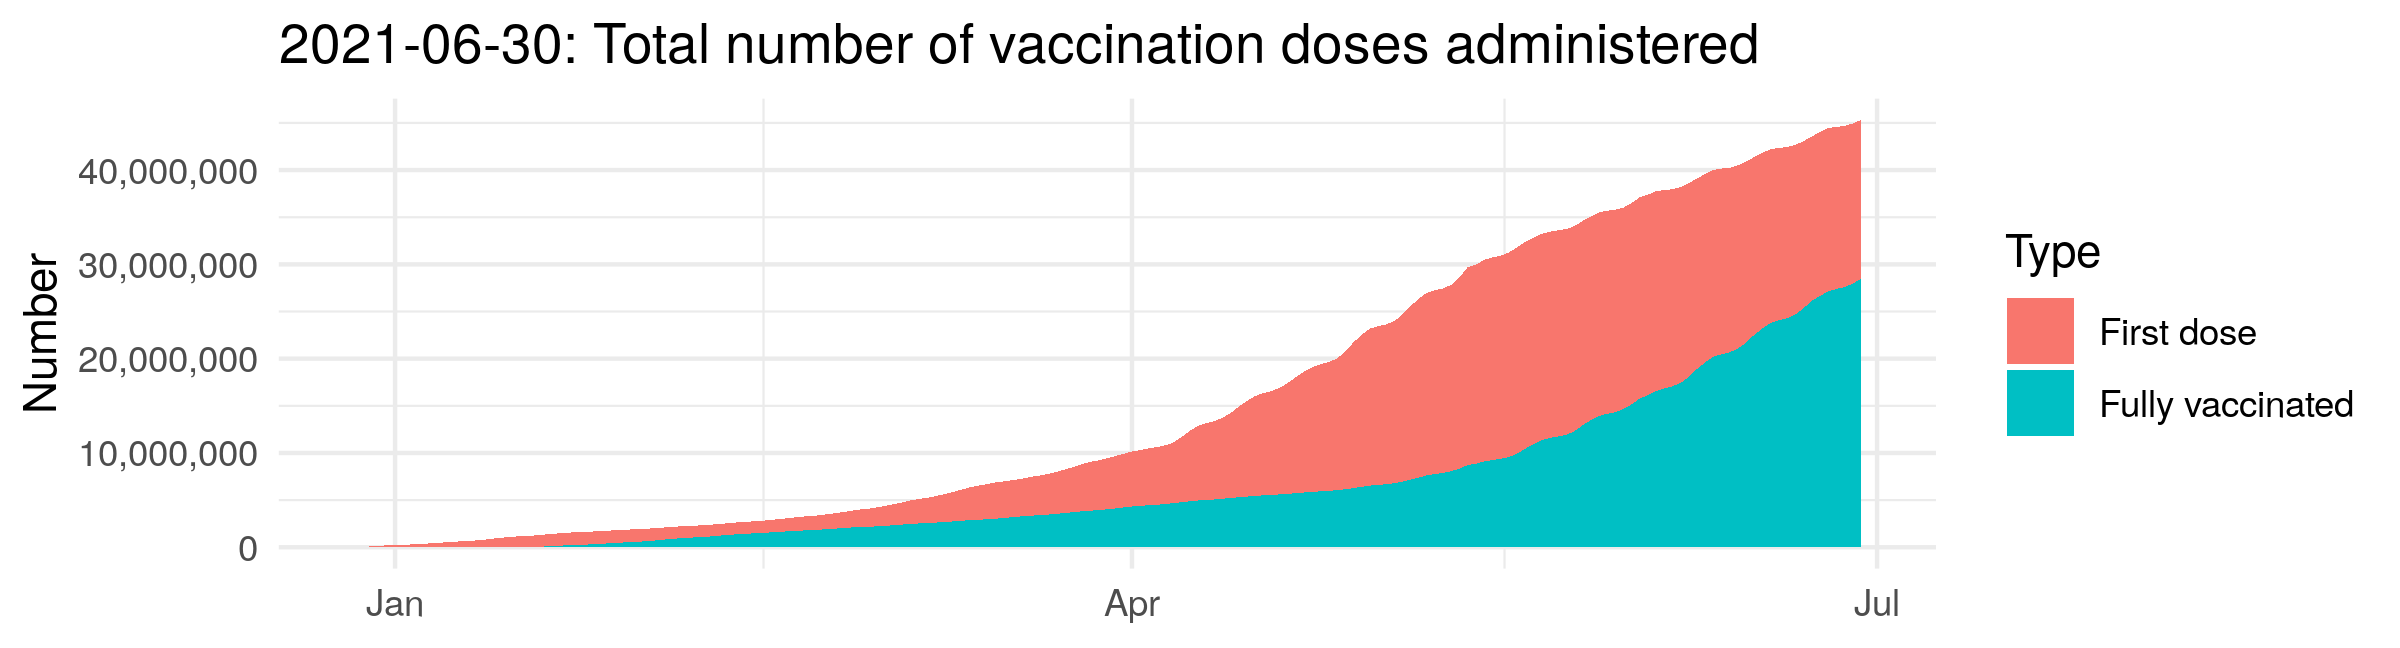 2021-06-30: Total number of vaccination doses administered
Number
40,000,000
30,000,000
20,000,000
10,000,000
0
Jan
Apr
Jul
Type
First dose
Fully vaccinated